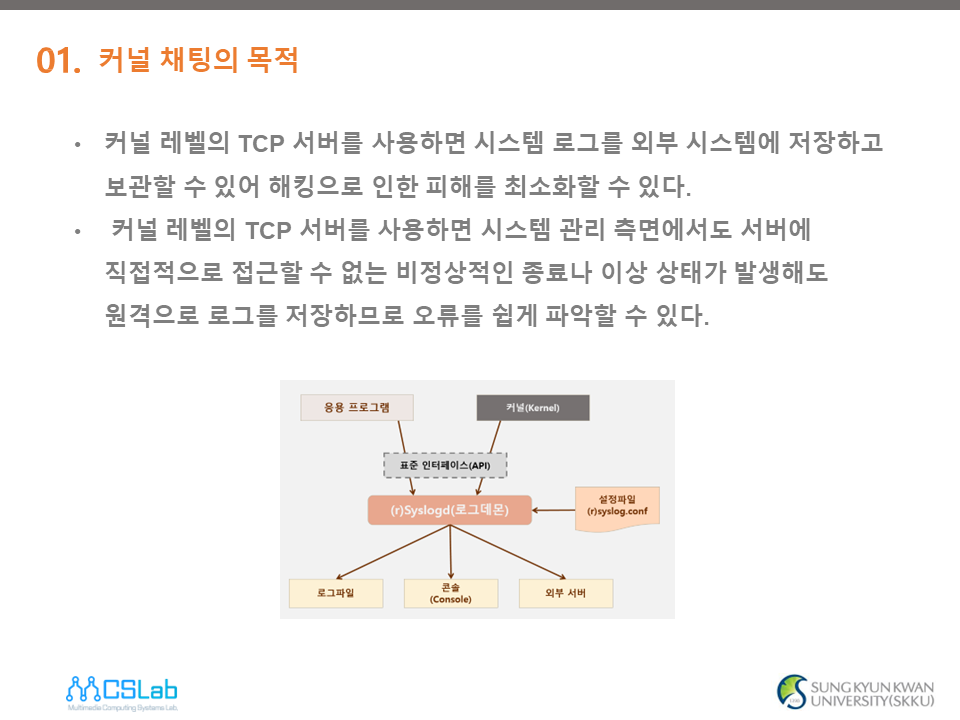 01. 커널 채팅의 목적
• 커널 레벨의 TCP 서버를 사용하면 시스템 로그를 외부 시스템에 저장하고
보관할 수 있어 해킹으로 인한 피해를 최소화할 수 있다.
• 커널 레벨의 TCP 서버를 사용하면 시스템 관리 측면에서도 서버에
직접적으로 접근할 수 없는 비정상적인 종료나 이상 상태가 발생해도
원격으로 로그를 저장하므로 오류를 쉽게 파악할 수 있다.
응용 프로그램
커널(Kernel)
표준 인터페이스(API)
(r)Syslogd(로그데몬)
설정파일
(r)syslog.conf
로그파일
콘솔
(Console)
외부 서버
CSLab
Multimedia Computing Systems Lab.
SUNG KYUN KWAN
UNIVERSITY(SKKU)